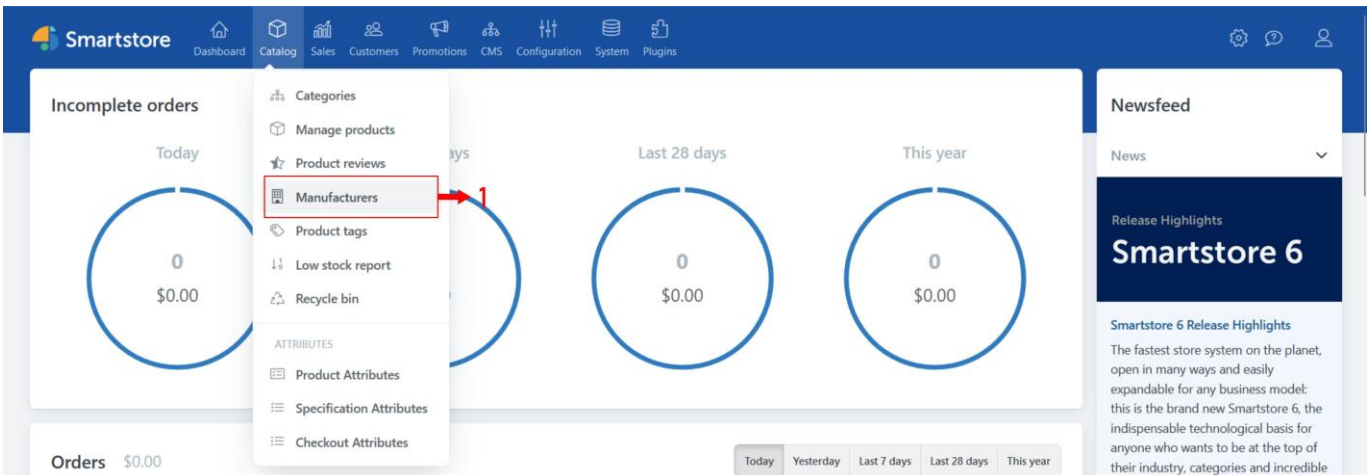 Smartstore
Dashboard
Catalog
Sales
Customers
Promotions
CMS
Configuration
System
Plugins
Incomplete orders
Today
ays
Last 28 days
This year
0
$0.00
0
$0.00
0
$0.00
Categories
Manage products
Product reviews
Manufacturers
1
Product tags
Low stock report
Recycle bin
ATTRIBUTES
Product Attributes
Specification Attributes
Checkout Attributes
Orders $0.00
Today
Yesterday
Last 7 days
Last 28 days
This year
Newsfeed
News
Release Highlights
Smartstore 6
Smartstore 6 Release Highlights
The fastest store system on the planet,
open in many ways and easily
expandable for any business model:
this is the brand new Smartstore 6, the
indispensable technological basis for
anyone who wants to be at the top of
their industry, categories and incredible